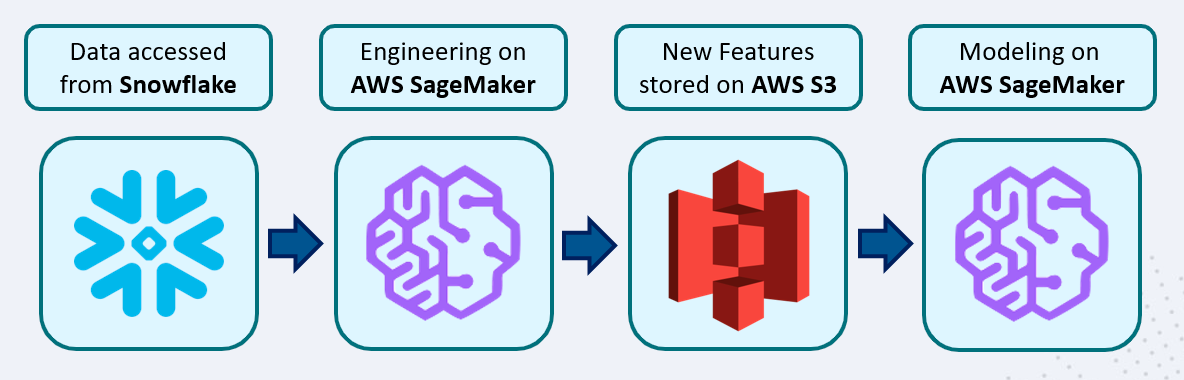 Data accessed
from Snowflake
Engineering on
AWS SageMaker
New Features
stored on AWS S3
Modeling on
AWS SageMaker